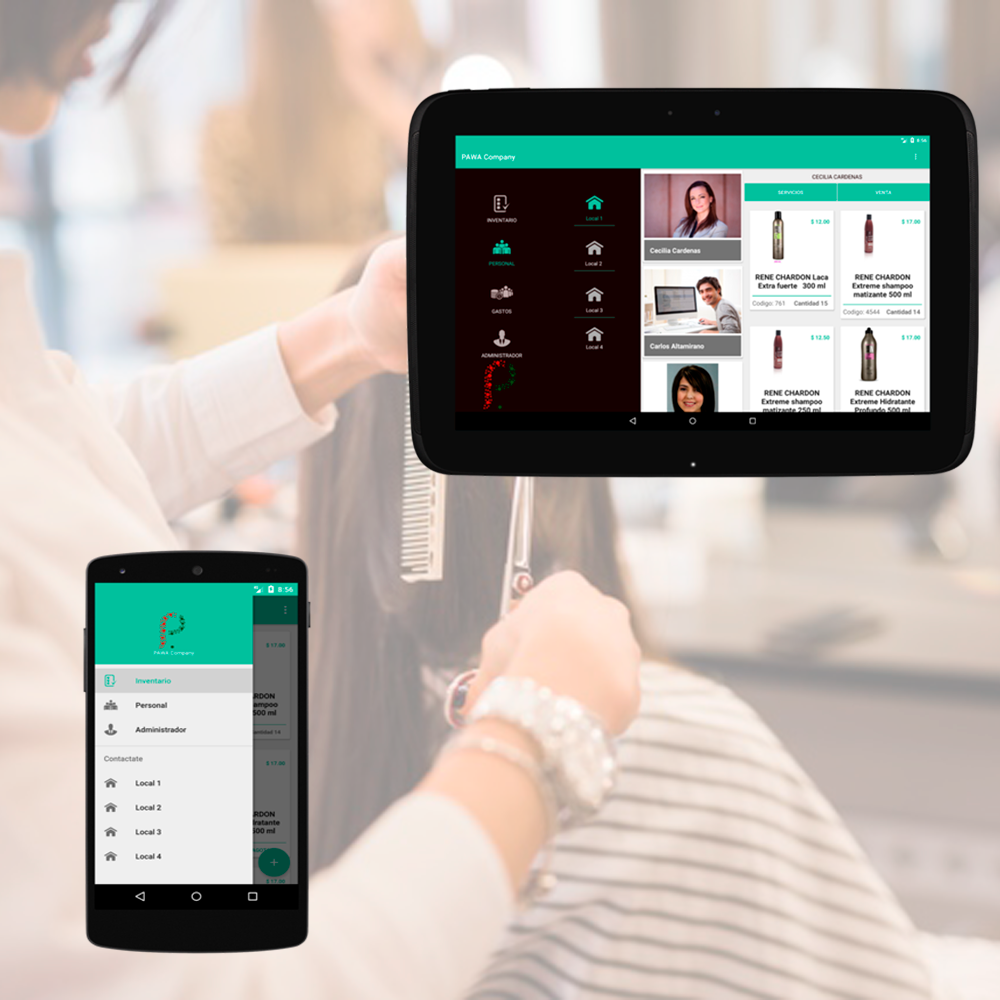 8:56
PAWA Company
CECILIA CARDENAS
SERVICIOS
VENTA
INVENTARIO
Local 1
PERSONAL
Local 2
GASTOS
Local 3
ADMINISTRADOR
Local 4
Cecilia Cardenas
Carlos Altamirano
$ 12.00
RENE CHARDON Laca
Extra fuerte 300 ml
Codigo: 761 Cantidad 15
$ 17.00
RENE CHARDON
Extreme shampoo
matizante 500 ml
Codigo: 4544 Cantidad 14
$ 12.50
RENE CHARDON
Extreme shampoo
matizante 250 ml
$ 17.00
RENE CHARDON
Extreme Hidratante
Profundo 500 ml
8:56
PAWA Company
Inventario
Personal
Administrador
Contactate
Local 1
Local 2
Local 3
Local 4
$ 17.00
RDON
ampoo
500 ml
antidad 14
$ 17.00
ARDON
dratante
500 ml
$ 17.00